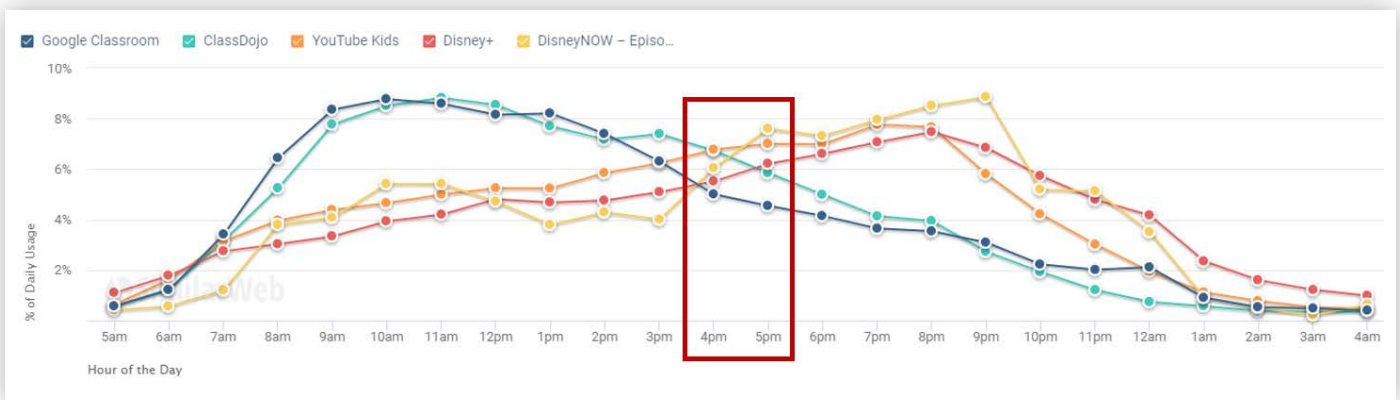 Google Classroom ClassDojo YouTube Kids Disney+ DisneyNOW – Episo...
10%
8%
6%
4%
2%
% of Daily Usage
Web
5am 6am 7am 8am 9am 10am 11am 12pm 1pm 2pm 3pm 4pm 5pm 6pm 7pm 8pm 9pm 10pm 11pm 12am 1am 2am 3am 4am
Hour of the Day